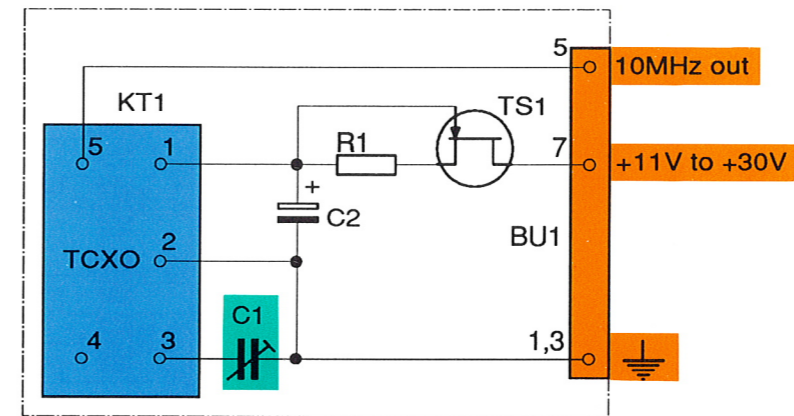 5
10MHz out
KT1
TS1
5
1
R1
7
+11V to +30V
+
C2
BU1
TCXO
2
C1
4
3
1,3